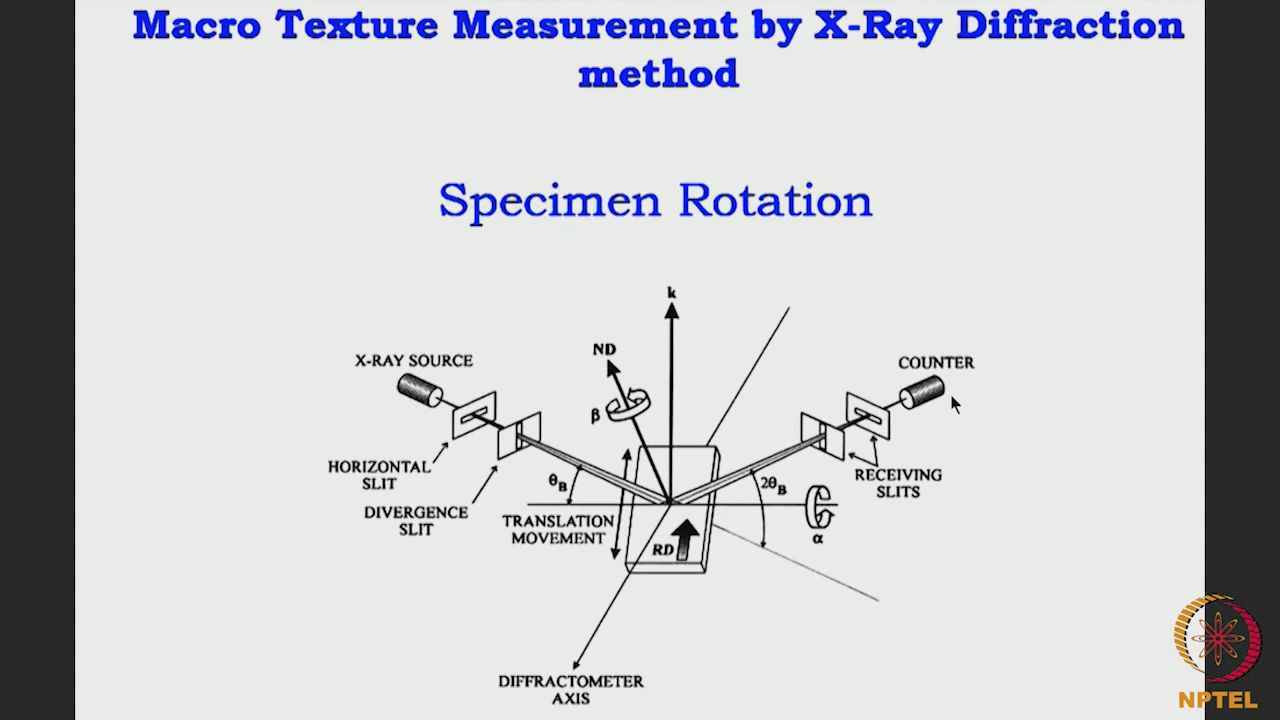 Macro Texture Measurement by X-Ray Diffraction
method
Specimen Rotation
k
ND
X-RAY SOURCE
COUNTER
β
HORIZONTAL
SLIT
θB
2θB
RECEIVING
SLITS
DIVERGENCE
SLIT
TRANSLATION
MOVEMENT
α
RD
DIFFRACTOMETER
AXIS
NPTEL